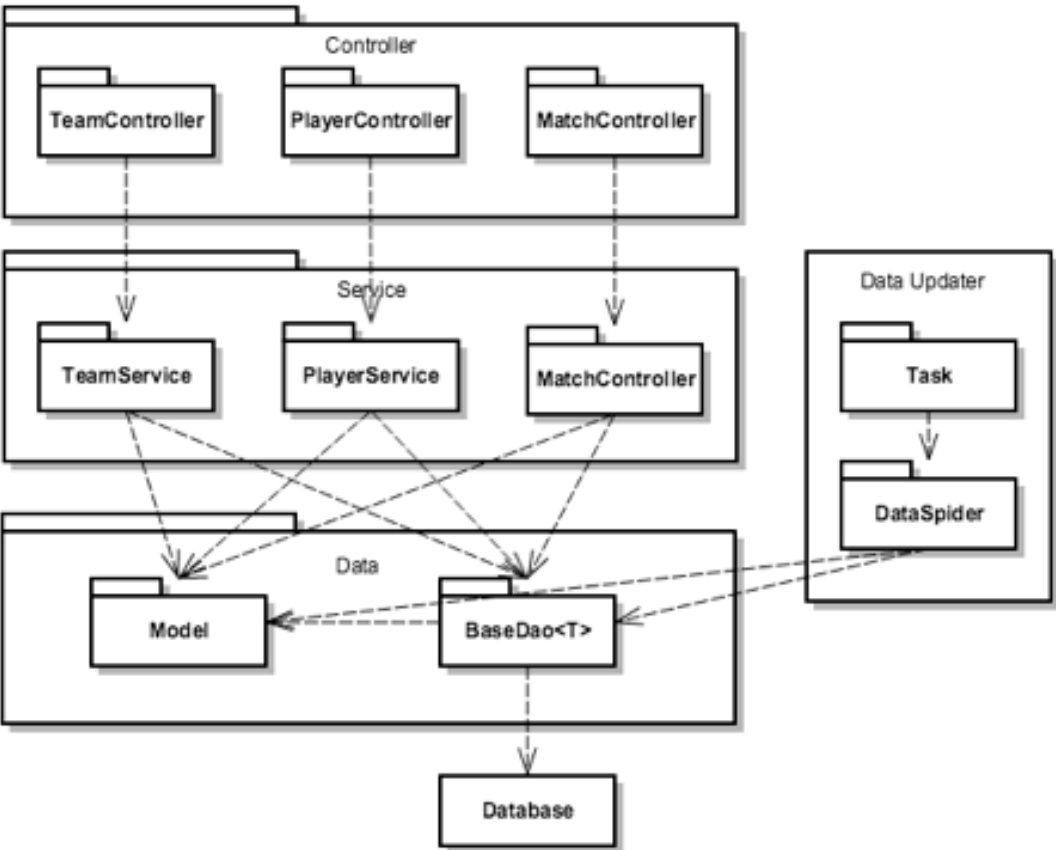 Controller
TeamController
PlayerController
MatchController
Service
Data Updater
TeamService
PlayerService
MatchController
Task
DataSpider
Data
Model
BaseDao<T>
Database